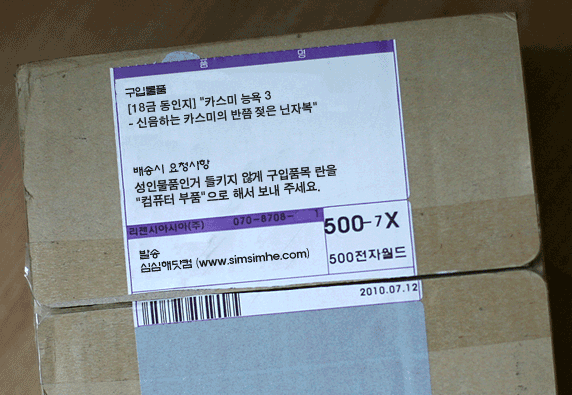 품 명
구입물품
[18금 동인지] "카스미 능욕 3
- 신음하는 카스미의 반쯤 젖은 닌자복"
배송시 요청사항
성인물품인거 들키지 않게 구입품목 란을
"컴퓨터 부품"으로 해서 보내 주세요.
리젠시아시아(주) 070-8708- 1
500-7X
발송
심심해닷컴 (www.simsimhe.com)
500전자월드
2010.07.12